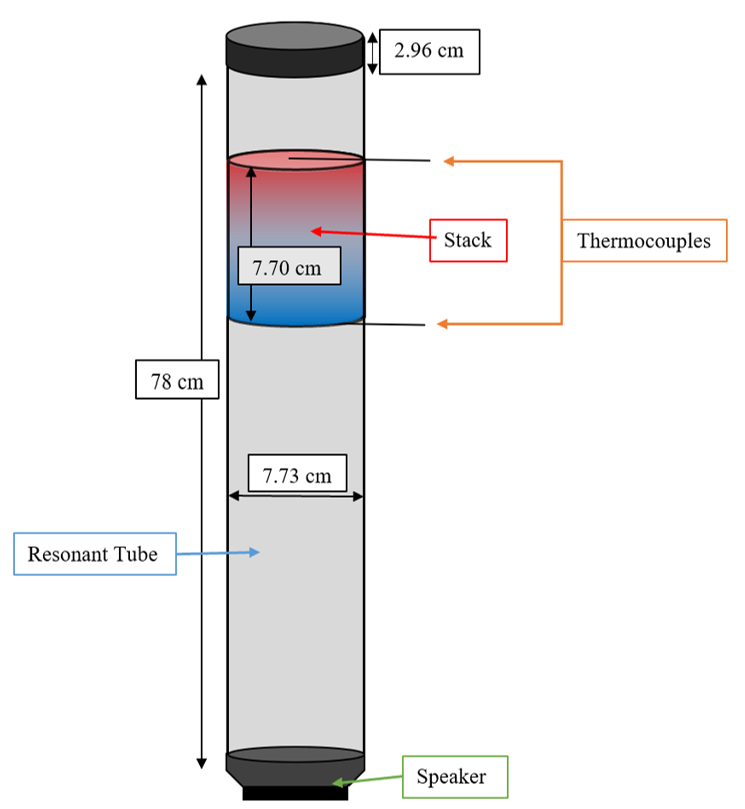 2.96 cm
Stack
Thermocouples
7.70 cm
78 cm
7.73 cm
Resonant Tube
Speaker